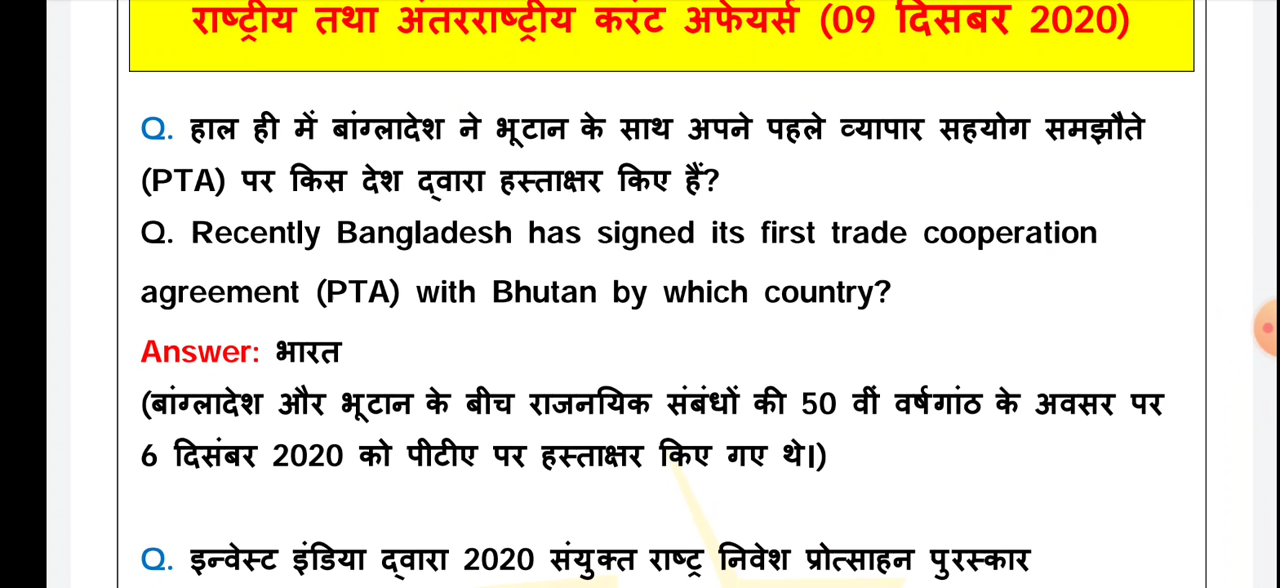 राष्ट्रीय तथा अंतरराष्ट्रीय करंट अफेयर्स (09 दिसंबर 2020)
Q. हाल ही में बांग्लादेश ने भूटान के साथ अपने पहले व्यापार सहयोग समझौते
(PTA) पर किस देश द्वारा हस्ताक्षर किए हैं?
Q. Recently Bangladesh has signed its first trade cooperation
agreement (PTA) with Bhutan by which country?
Answer: भारत
(बांग्लादेश और भूटान के बीच राजनयिक संबंधों की 50 वीं वर्षगांठ के अवसर पर
6 दिसंबर 2020 को पीटीए पर हस्ताक्षर किए गए थे।)
Q. इन्वेस्ट इंडिया द्वारा 2020 संयुक्त राष्ट्र निवेश प्रोत्साहन पुरस्कार